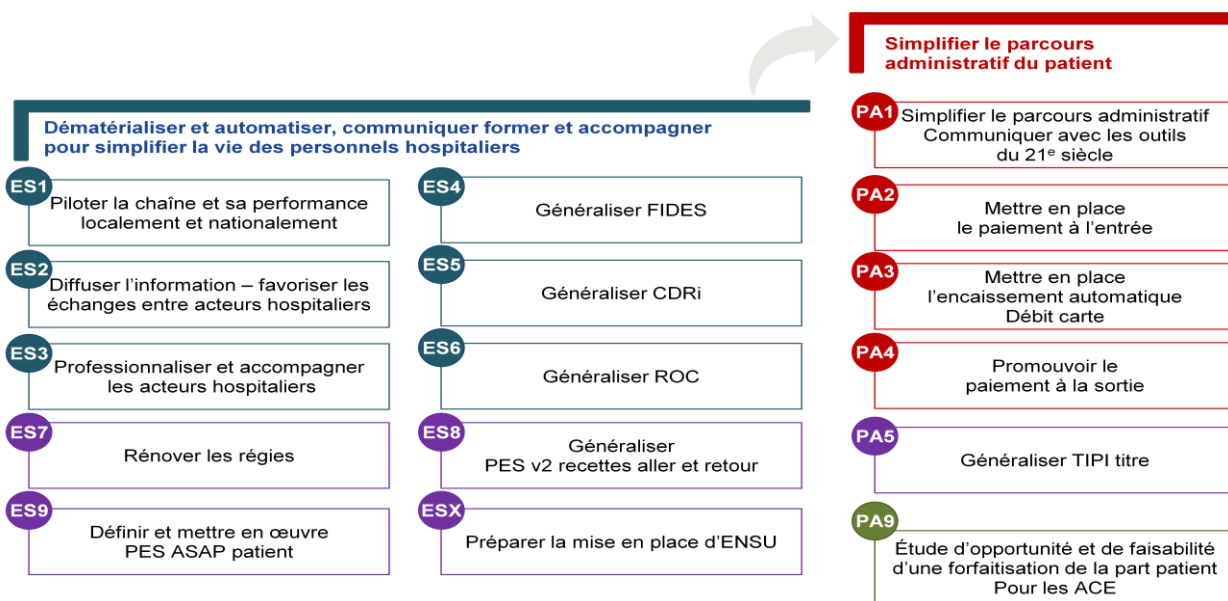 Simplifier le parcours
administratif du patient
Dématérialiser et automatiser, communiquer former et accompagner
pour simplifier la vie des personnels hospitaliers
ES1
Piloter la chaîne et sa performance
localement et nationalement
ES2
Diffuser l’information – favoriser les
échanges entre acteurs hospitaliers
ES3
Professionnaliser et accompagner
les acteurs hospitaliers
ES7
Rénover les régies
ES9
Définir et mettre en œuvre
PES ASAP patient
ES4
Généraliser FIDES
ES5
Généraliser CDRi
ES6
Généraliser ROC
ES8
Généraliser
PES v2 recettes aller et retour
ESX
Préparer la mise en place d’ENSU
PA1
Simplifier le parcours administratif
Communiquer avec les outils
du 21e siècle
PA2
Mettre en place
le paiement à l’entrée
PA3
Mettre en place
l’encaissement automatique
Débit carte
PA4
Promouvoir le
paiement à la sortie
PA5
Généraliser TIPI titre
PA9
Étude d’opportunité et de faisabilité
d’une forfaitisation de la part patient
Pour les ACE